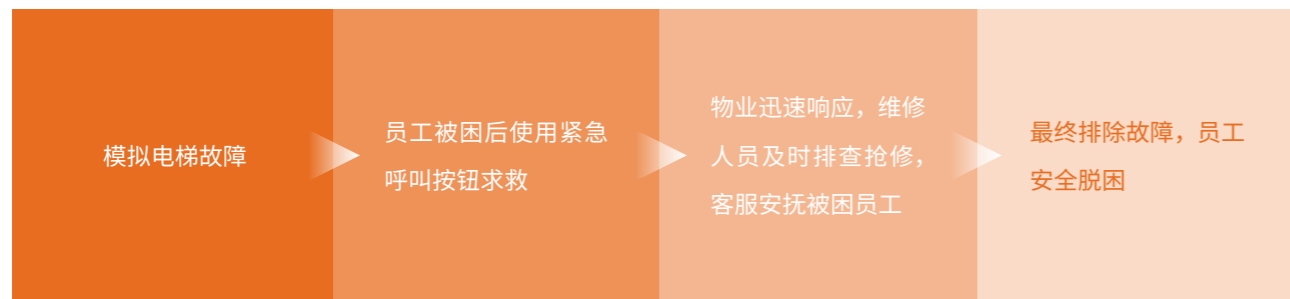 模拟电梯故障
员工被困后使用紧急
呼叫按钮求救
物业迅速响应，维修
人员及时排查抢修，
客服安抚被困员工
最终排除故障，员工
安全脱困